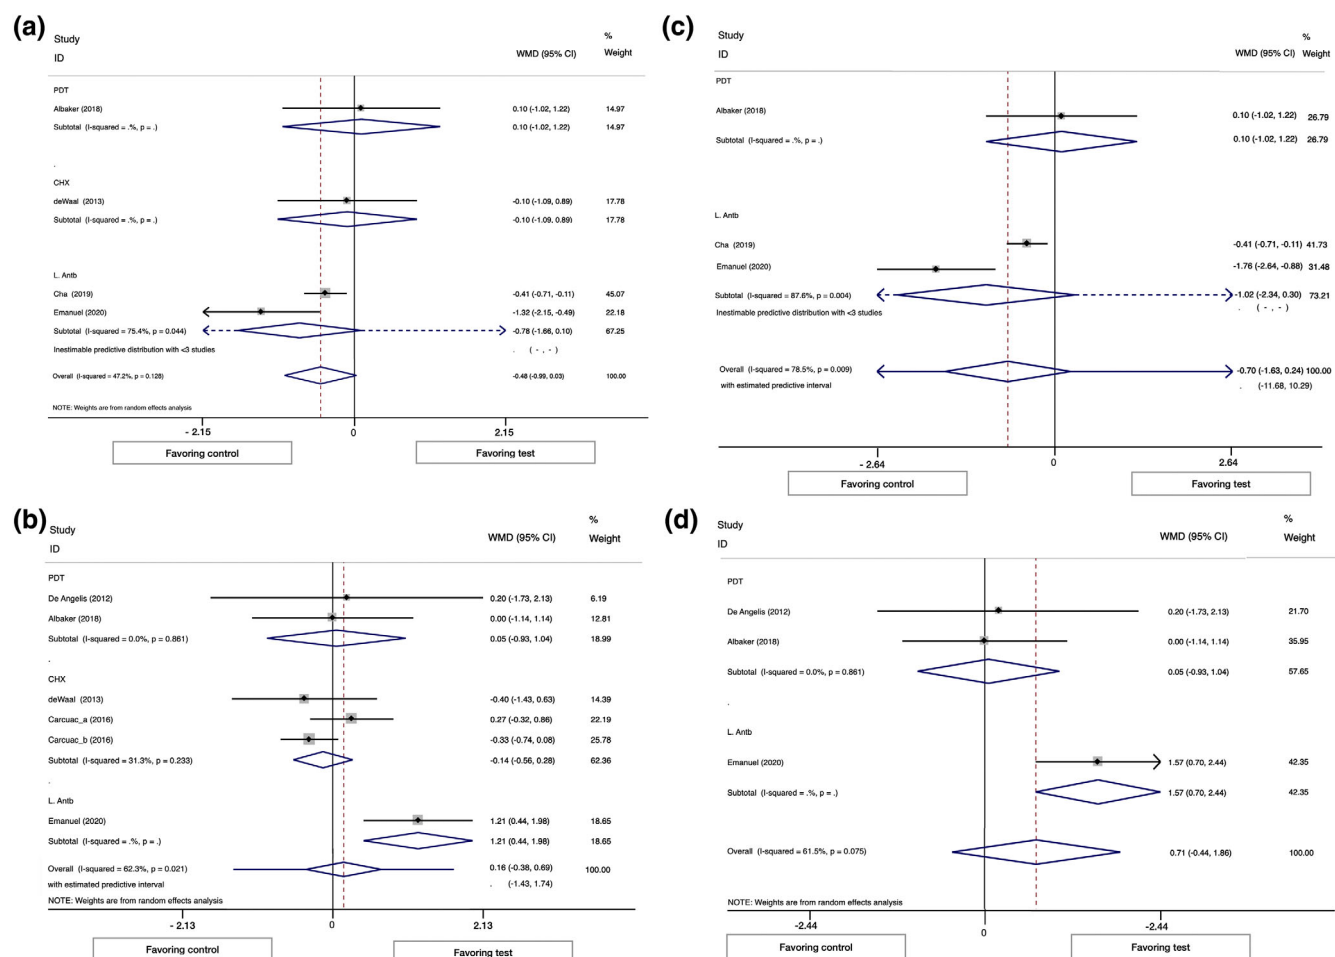 (a)
Study
ID
WMD (95% CI)
%
Weight
PDT
Albaker (2018)
0.10 (-1.02, 1.22)
14.97
Subtotal (I-squared = .%, p = .)
0.10 (-1.02, 1.22)
14.97
.
CHX
deWaal (2013)
-0.10 (-1.09, 0.89)
17.78
Subtotal (I-squared = .%, p = .)
-0.10 (-1.09, 0.89)
17.78
L. Antb
Cha (2019)
-0.41 (-0.71, -0.11)
45.07
Emanuel (2020)
-1.32 (-2.15, -0.49)
22.18
Subtotal (I-squared = 75.4%, p = 0.044)
-0.78 (-1.66, 0.10)
67.25
Inestimable predictive distribution with <3 studies
. ( - , - )
Overall (I-squared = 47.2%, p = 0.128)
-0.48 (-0.99, 0.03)
100.00
NOTE: Weights are from random effects analysis
- 2.15
0
2.15
Favoring control
Favoring test
(c)
Study
ID
WMD (95% CI)
%
Weight
PDT
Albaker (2018)
0.10 (-1.02, 1.22)
26.79
Subtotal (I-squared = .%, p = .)
0.10 (-1.02, 1.22)
26.79
L. Antb
Cha (2019)
-0.41 (-0.71, -0.11)
41.73
Emanuel (2020)
-1.76 (-2.64, -0.88)
31.48
Subtotal (I-squared = 87.6%, p = 0.004)
-1.02 (-2.34, 0.30)
73.21
Inestimable predictive distribution <3 studies
. ( - , - )
Overall (I-squared = 78.5%, p = 0.009)
-0.70 (-1.63, 0.24)
100.00
with estimated predictive interval
. (-11.68, 10.29)
- 2.64
0
2.64
Favoring control
Favoring test
(b)
Study
ID
WMD (95% CI)
%
Weight
PDT
De Angelis (2012)
0.20 (-1.73, 2.13)
6.19
Albaker (2018)
0.00 (-1.14, 1.14)
12.81
Subtotal (I-squared = 0.0%, p = 0.861)
0.05 (-0.93, 1.04)
18.99
.
CHX
deWaal (2013)
-0.40 (-1.43, 0.63)
14.39
Carcuac_a (2016)
0.27 (-0.32, 0.86)
22.19
Carcuac_b (2016)
-0.33 (-0.74, 0.08)
25.78
Subtotal (I-squared = 31.3%, p = 0.233)
-0.14 (-0.56, 0.28)
62.36
.
L. Antb
Emanuel (2020)
1.21 (0.44, 1.98)
18.65
Subtotal (I-squared = .%, p = .)
1.21 (0.44, 1.98)
18.65
Overall (I-squared = 62.3%, p = 0.021)
0.16 (-0.38, 0.69)
100.00
with estimated predictive interval
. (-1.43, 1.74)
NOTE: Weights are from random effects analysis
- 2.13
0
2.13
Favoring control
Favoring test
(d)
Study
ID
WMD (95% CI)
%
Weight
PDT
De Angelis (2012)
0.20 (-1.73, 2.13)
21.70
Albaker (2018)
0.00 (-1.14, 1.14)
35.95
Subtotal (I-squared = 0.0%, p = 0.861)
0.05 (-0.93, 1.04)
57.65
.
L. Antb
Emanuel (2020)
1.57 (0.70, 2.44)
42.35
Subtotal (I-squared = .%, p = .)
1.57 (0.70, 2.44)
42.35
Overall (I-squared = 61.5%, p = 0.075)
0.71 (-0.44, 1.86)
100.00
NOTE: Weights are from random effects analysis
-2.44
0
-2.44
Favoring control
Favoring test